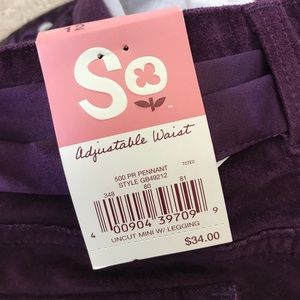 12
So
Adjustable Waist
500 PR PENNANT 707EU
STYLE GB49212
348 80 81
4 00904 39709 9
UNCUT MINI W/ LEGGING
$34.00